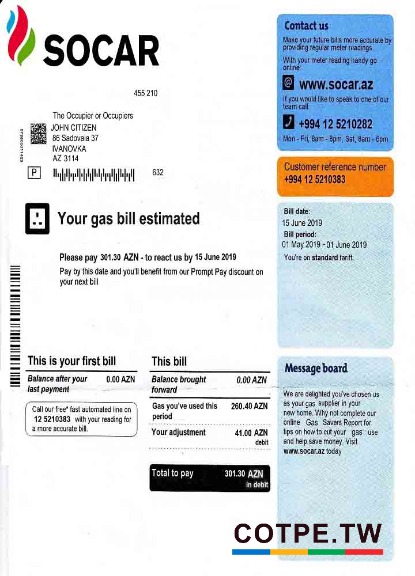 SOCAR
455 210
The Occupier or Occupiers
JOHN CITIZEN
86 Sadovaia 37
IVANOVKA
AZ 3114
P
632
Your gas bill estimated
Please pay 301.30 AZN - to react us by 15 June 2019
Pay by this date and you'll benefit from our Prompt Pay discount on
your next bill
This is your first bill
Balance after your 0.00 AZN
last payment
Call our free* fast automated line on
12 5210383 with your reading for
a more accurate bill.
This bill
Balance brought 0.00 AZN
forward
Gas you've used this 260.40 AZN
period
Your adjustment 41.00 AZN
debit
Total to pay 301.30 AZN
in debit
Contact us
Make your future bills more accurate by
providing regular meter readings.
With your meter reading handy go
online
@ www.socar.az
If you would like to speak to one of our
team call
+994 12 5210282
Mon - Fri, 8am - 8pm, Sat, 8am - 6pm
Customer reference number
+994 12 5210383
Bill date:
15 June 2019
Bill period:
01 May 2019 - 01 June 2019
You're on standard tariff.
Message board
We are delighted you've chosen us
as your gas supplier in your
new home. Why not complete our
online Gas Savers Report for
tips on how to cut your gas use
and help save money. Visit
www.socar.az today
COTPE.TW